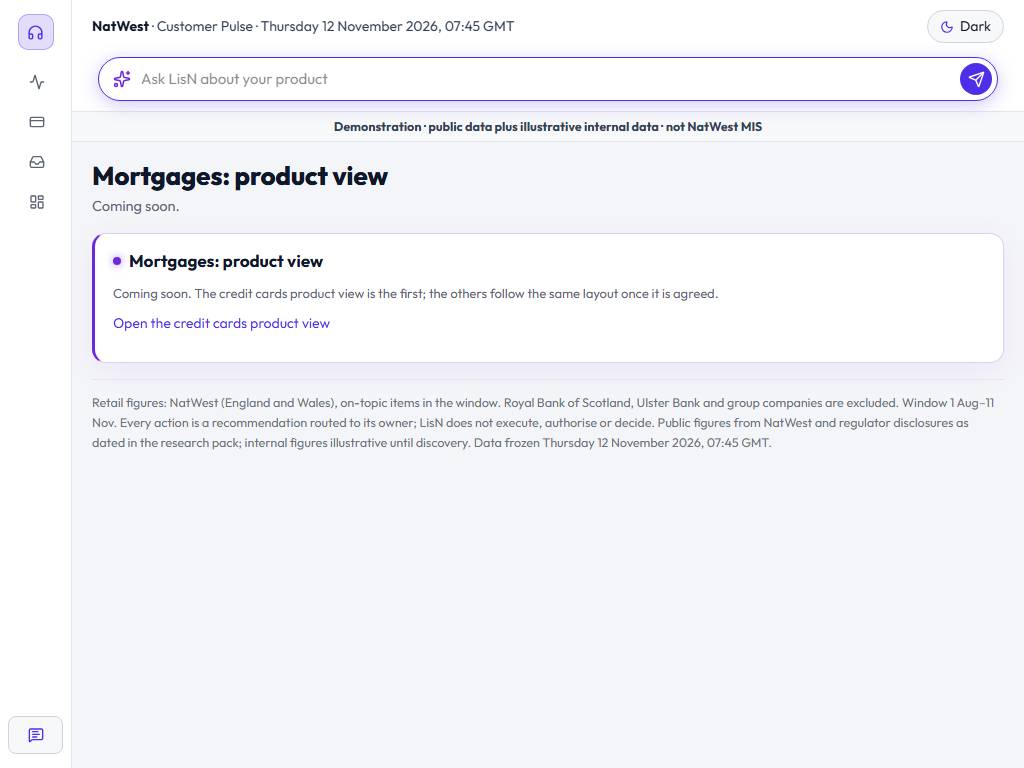 NatWest · Customer Pulse · Thursday 12 November 2026, 07:45 GMT
Dark
Ask LisN about your product
Demonstration · public data plus illustrative internal data · not NatWest MIS
Mortgages: product view
Coming soon.
Mortgages: product view
Coming soon. The credit cards product view is the first; the others follow the same layout once it is agreed.
Open the credit cards product view
Retail figures: NatWest (England and Wales), on-topic items in the window. Royal Bank of Scotland, Ulster Bank and group companies are excluded. Window 1 Aug–11
Nov. Every action is a recommendation routed to its owner; LisN does not execute, authorise or decide. Public figures from NatWest and regulator disclosures as
dated in the research pack; internal figures illustrative until discovery. Data frozen Thursday 12 November 2026, 07:45 GMT.